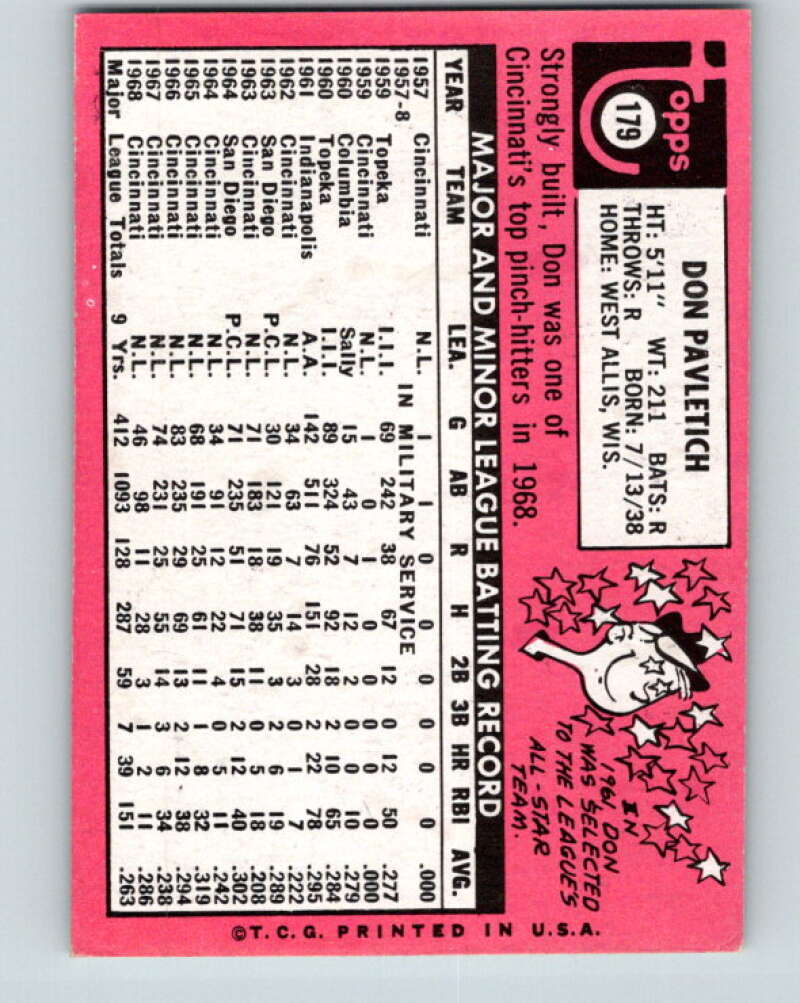 topps
179
DON PAVLETICH
HT: 5'11" WT: 211 BATS: R
THROWS: R BORN: 7/13/38
HOME: WEST ALLIS, WIS.
Strongly built, Don was one of
Cincinnati's top pinch-hitters in 1968.
IN
1961, DON
WAS SELECTED
TO THE LEAGUE'S
ALL-STAR
TEAM.
MAJOR AND MINOR LEAGUE BATTING RECORD
YEAR TEAM LEA. G AB R H 2B 3B HR RBI AVG.
1957 Cincinnati N.L. 1 1 0 0 0 0 0 0 .000
1957-8 IN MILITARY SERVICE
1959 Topeka I.I.I. 69 242 38 67 12 0 12 50 .277
1959 Cincinnati N.L. 1 0 1 0 0 0 0 0 .000
1960 Columbia Sally 15 43 7 12 2 0 2 10 .279
1960 Topeka I.I.I. 89 324 52 92 18 2 10 65 .284
1961 Indianapolis A.A. 142 511 76 151 28 2 22 78 .295
1962 Cincinnati N.L. 34 63 7 14 3 0 1 7 .222
1963 San Diego P.C.L. 30 121 19 35 3 2 6 19 .289
1963 Cincinnati N.L. 71 183 18 38 11 0 5 18 .208
1964 San Diego P.C.L. 71 235 51 71 15 2 12 40 .302
1964 Cincinnati N.L. 34 91 12 22 4 0 5 11 .242
1965 Cincinnati N.L. 68 191 25 61 11 1 8 32 .319
1966 Cincinnati N.L. 83 235 29 69 13 2 12 38 .294
1967 Cincinnati N.L. 74 231 25 55 14 3 6 34 .238
1968 Cincinnati N.L. 46 98 11 28 3 1 2 11 .286
Major League Totals 9 Yrs. 412 1093 128 287 59 7 39 151 .263
©T.C.G. PRINTED IN U.S.A.